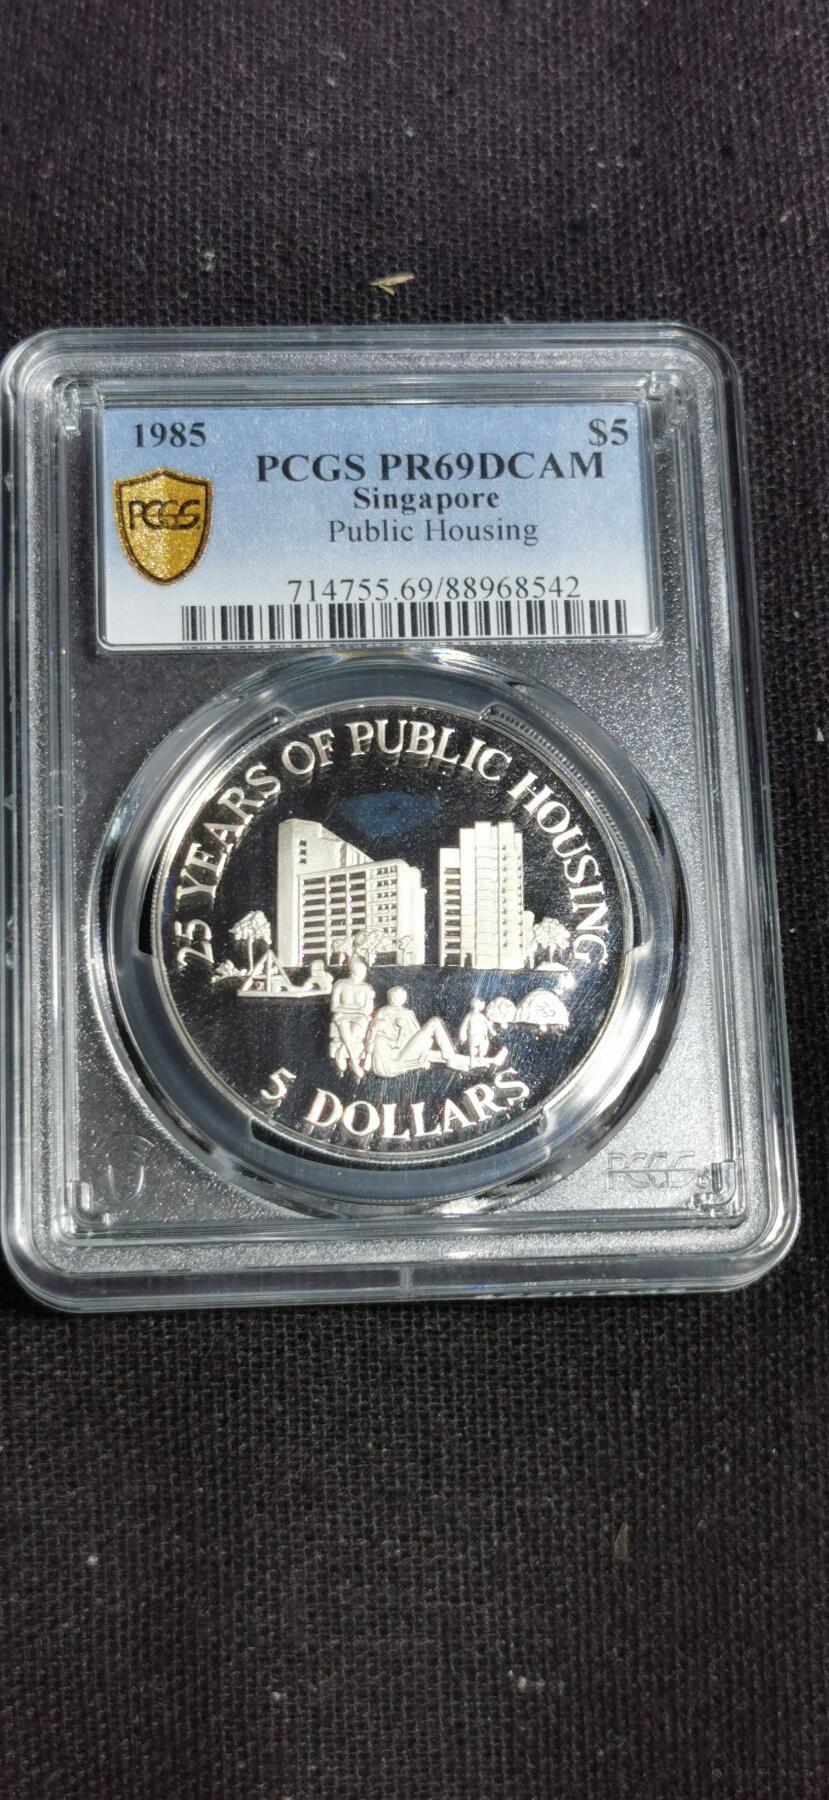 1985 $5
PCGS PR69DCAM
PCGS Singapore
Public Housing
714755.69/88968542
25 YEARS OF PUBLIC HOUSING
5 DOLLARS
PCGS